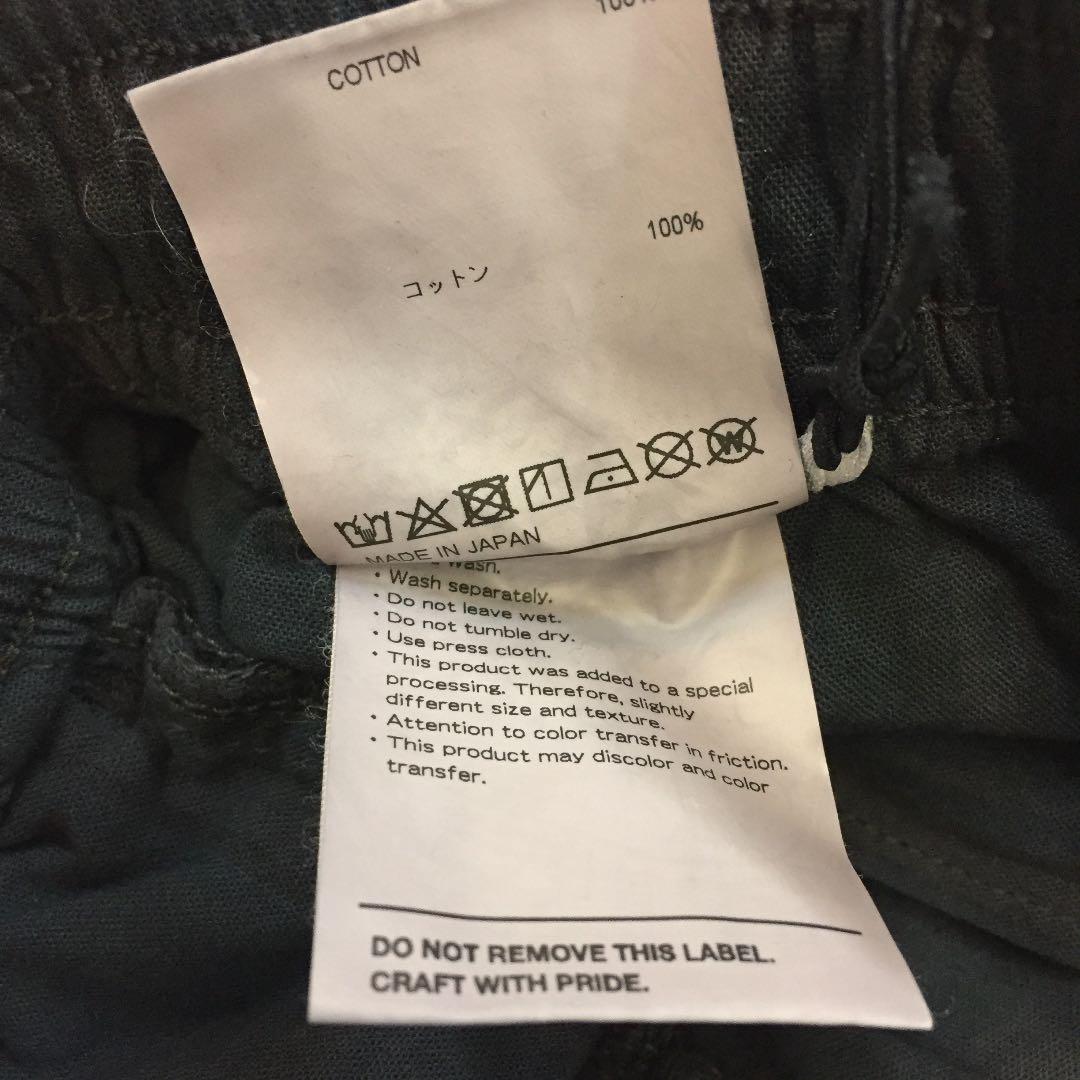 COTTON 100%
コットン 100%
MADE IN JAPAN
wash.
・Wash separately.
・Do not leave wet.
・Do not tumble dry.
・Use press cloth.
・This product was added to a special
processing. Therefore, slightly
different size and texture.
・Attention to color transfer in friction.
・This product may discolor and color
transfer.
DO NOT REMOVE THIS LABEL.
CRAFT WITH PRIDE.